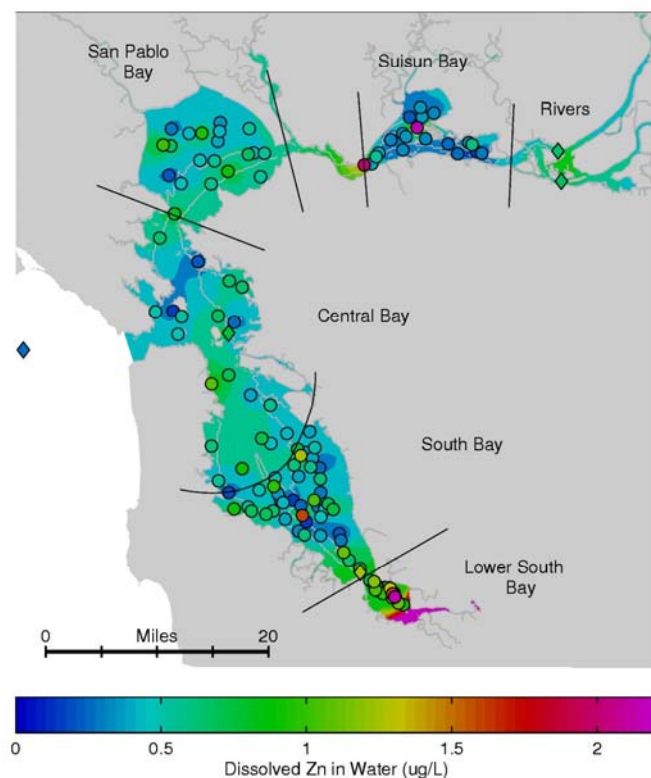 San Pablo
Bay
Suisun Bay
Rivers
Central Bay
South Bay
Lower South
Bay
0 Miles 20
0 0.5 1 1.5 2
Dissolved Zn in Water (ug/L)